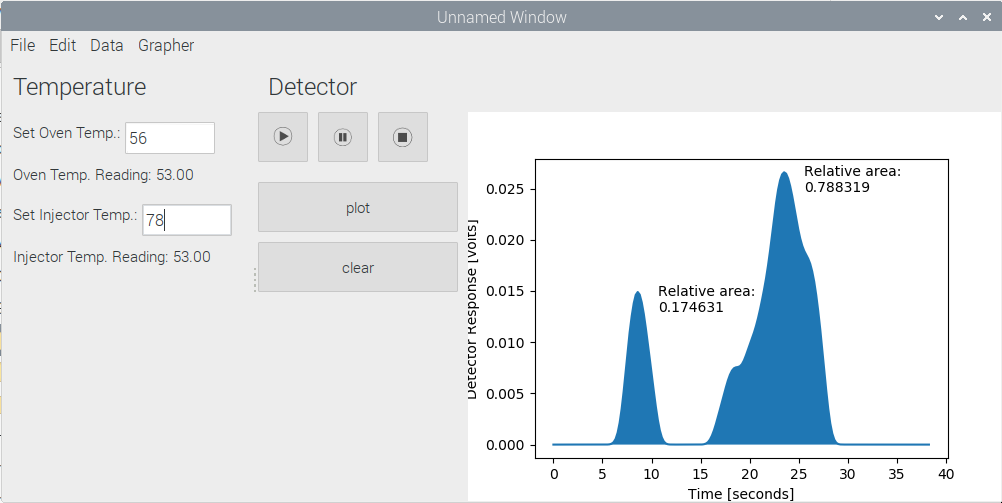 Unnamed Window
File Edit Data Grapher
Temperature
Set Oven Temp.: 56
Oven Temp. Reading: 53.00
Set Injector Temp.: 78
Injector Temp. Reading: 53.00
Detector
plot
clear
Detector Response [volts]
0.025
0.020
0.015
0.010
0.005
0.000
Relative area:
0.174631
Relative area:
0.788319
0 5 10 15 20 25 30 35 40
Time [seconds]